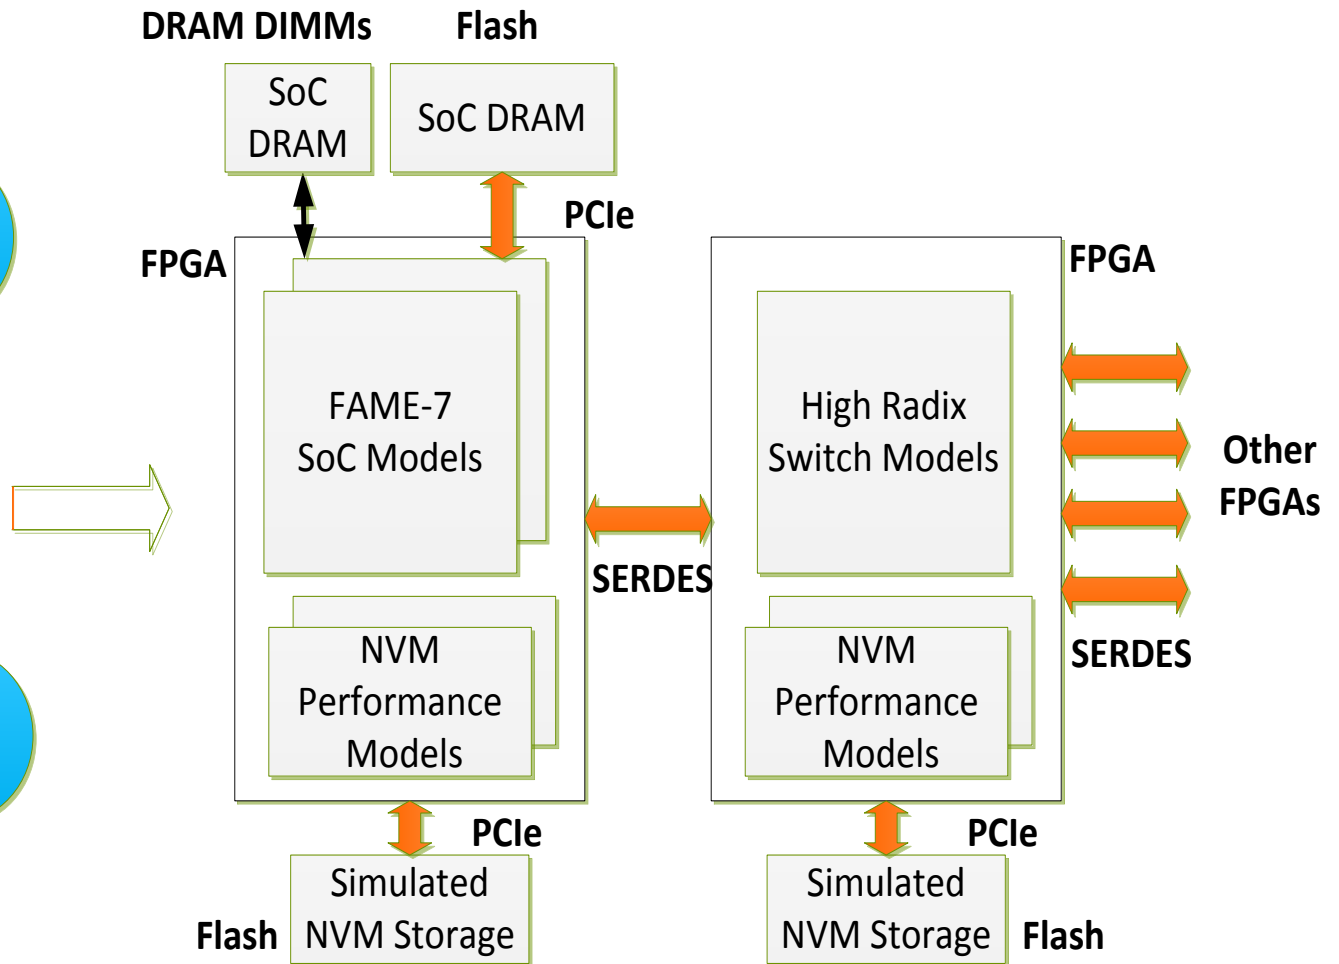 DRAM DIMMs
Flash
SoC
DRAM
SoC DRAM
PCIe
FPGA
FPGA
FAME-7
SoC Models
High Radix
Switch Models
Other
FPGAs
SERDES
SERDES
NVM
Performance
Models
NVM
Performance
Models
PCIe
PCIe
Simulated
NVM Storage
Flash
Simulated
NVM Storage
Flash